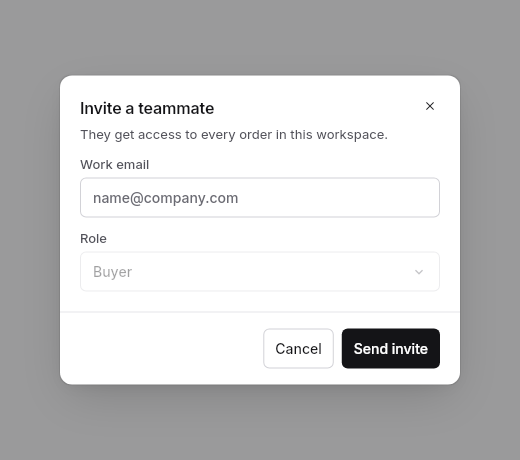 Invite a teammate
They get access to every order in this workspace.
Work email
name@company.com
Role
Buyer
Cancel
Send invite